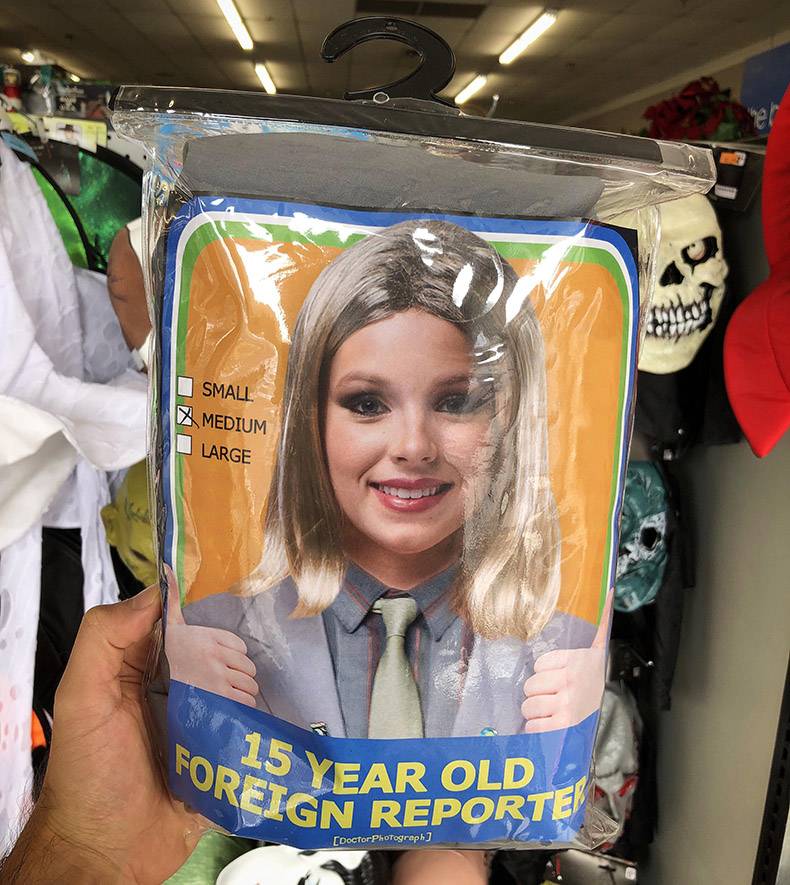 SMALL
MEDIUM
LARGE
15 YEAR OLD
FOREIGN REPORTER
[DoctorPhotograph]